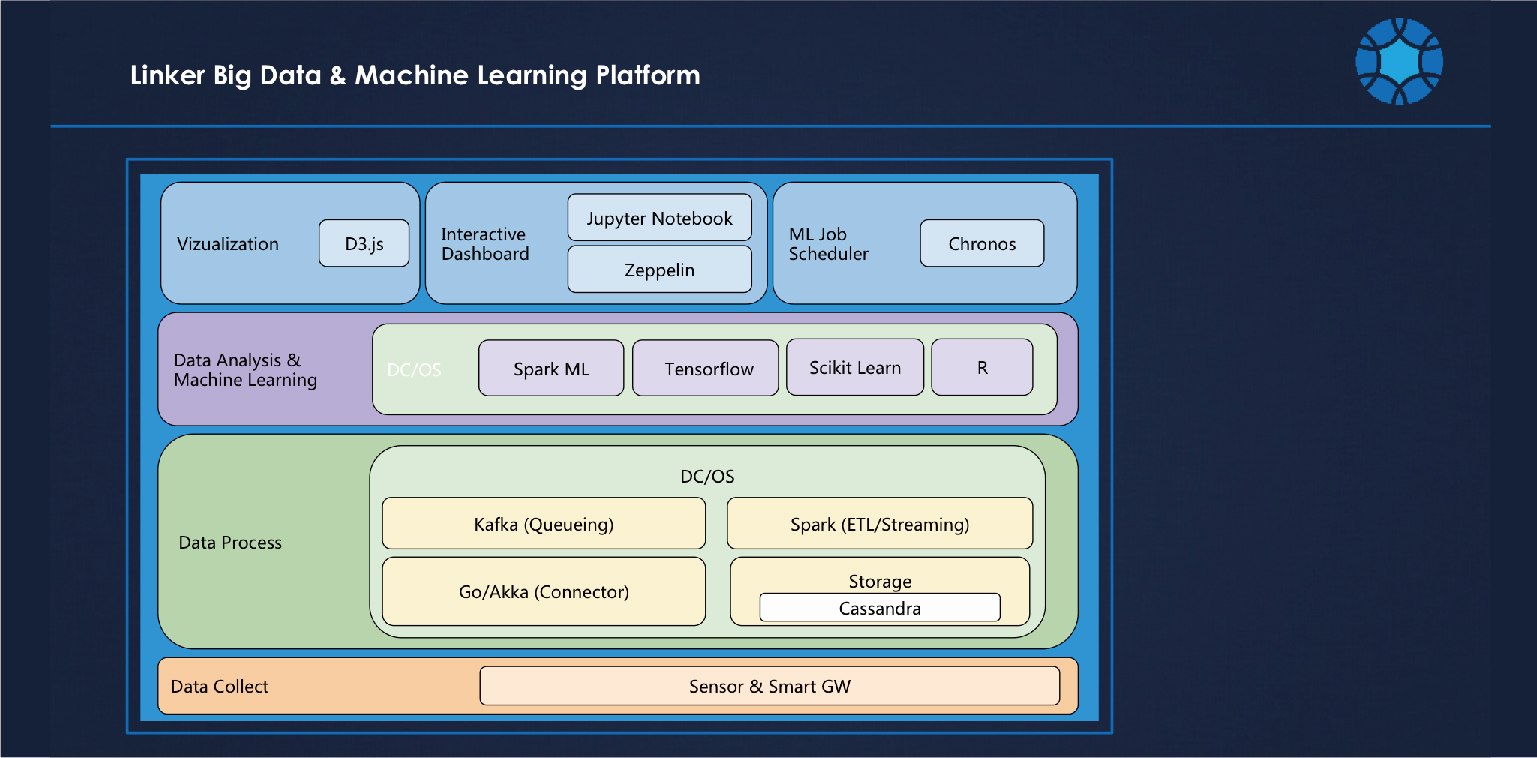 Linker Big Data & Machine Learning Platform
Vizualization
D3.js
Interactive
Dashboard
Jupyter Notebook
Zeppelin
ML Job
Scheduler
Chronos
Data Analysis &
Machine Learning
DC/OS
Spark ML
Tensorflow
Scikit Learn
R
Data Process
DC/OS
Kafka (Queueing)
Spark (ETL/Streaming)
Go/Akka (Connector)
Storage
Cassandra
Data Collect
Sensor & Smart GW